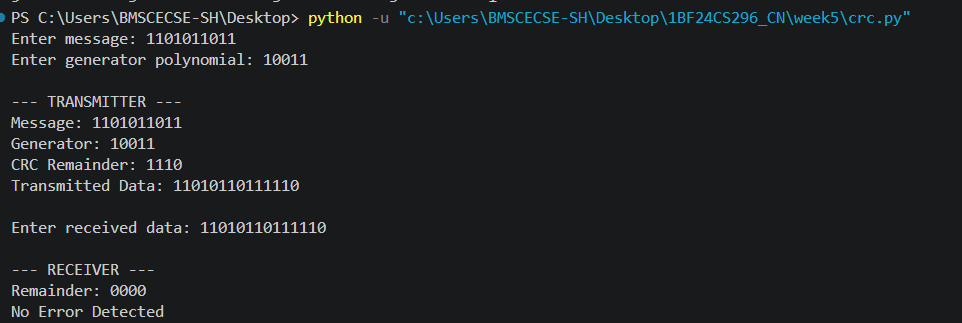 PS C:\Users\BMSCECSE-SH\Desktop> python -u "c:\Users\BMSCECSE-SH\Desktop\1BF24CS296_CN\week5\crc.py"
Enter message: 1101011011
Enter generator polynomial: 10011
--- TRANSMITTER ---
Message: 1101011011
Generator: 10011
CRC Remainder: 1110
Transmitted Data: 11010110111110
Enter received data: 11010110111110
--- RECEIVER ---
Remainder: 0000
No Error Detected